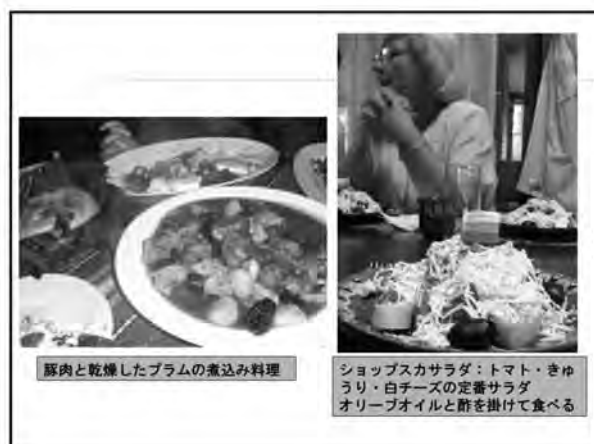 豚肉と乾燥したプラムの煮込み料理
ショップスカサラダ：トマト・きゅ
うり・白チーズの定番サラダ
オリーブオイルと酢を掛けて食べる